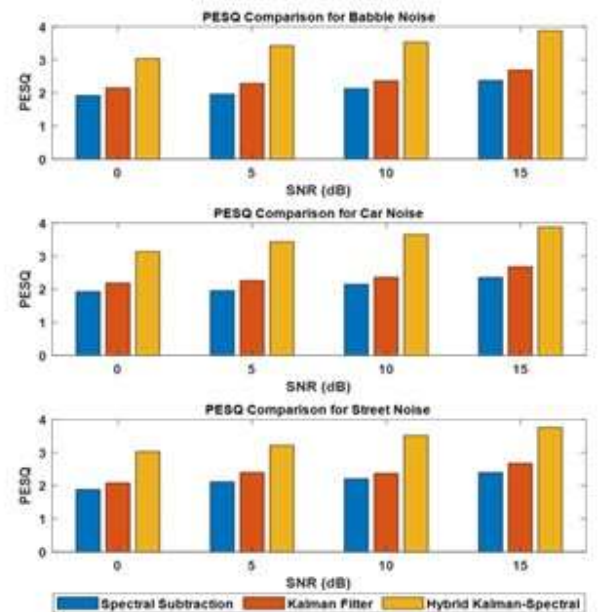 PESQ Comparison for Babble Noise
4
3
2
1
0
PESQ
0 5 10 15
SNR (dB)
PESQ Comparison for Car Noise
4
3
2
1
0
PESQ
0 5 10 15
SNR (dB)
PESQ Comparison for Street Noise
4
3
2
1
0
PESQ
0 5 10 15
SNR (dB)
Spectral Subtraction Kalman Filter Hybrid Kalman-Spectral